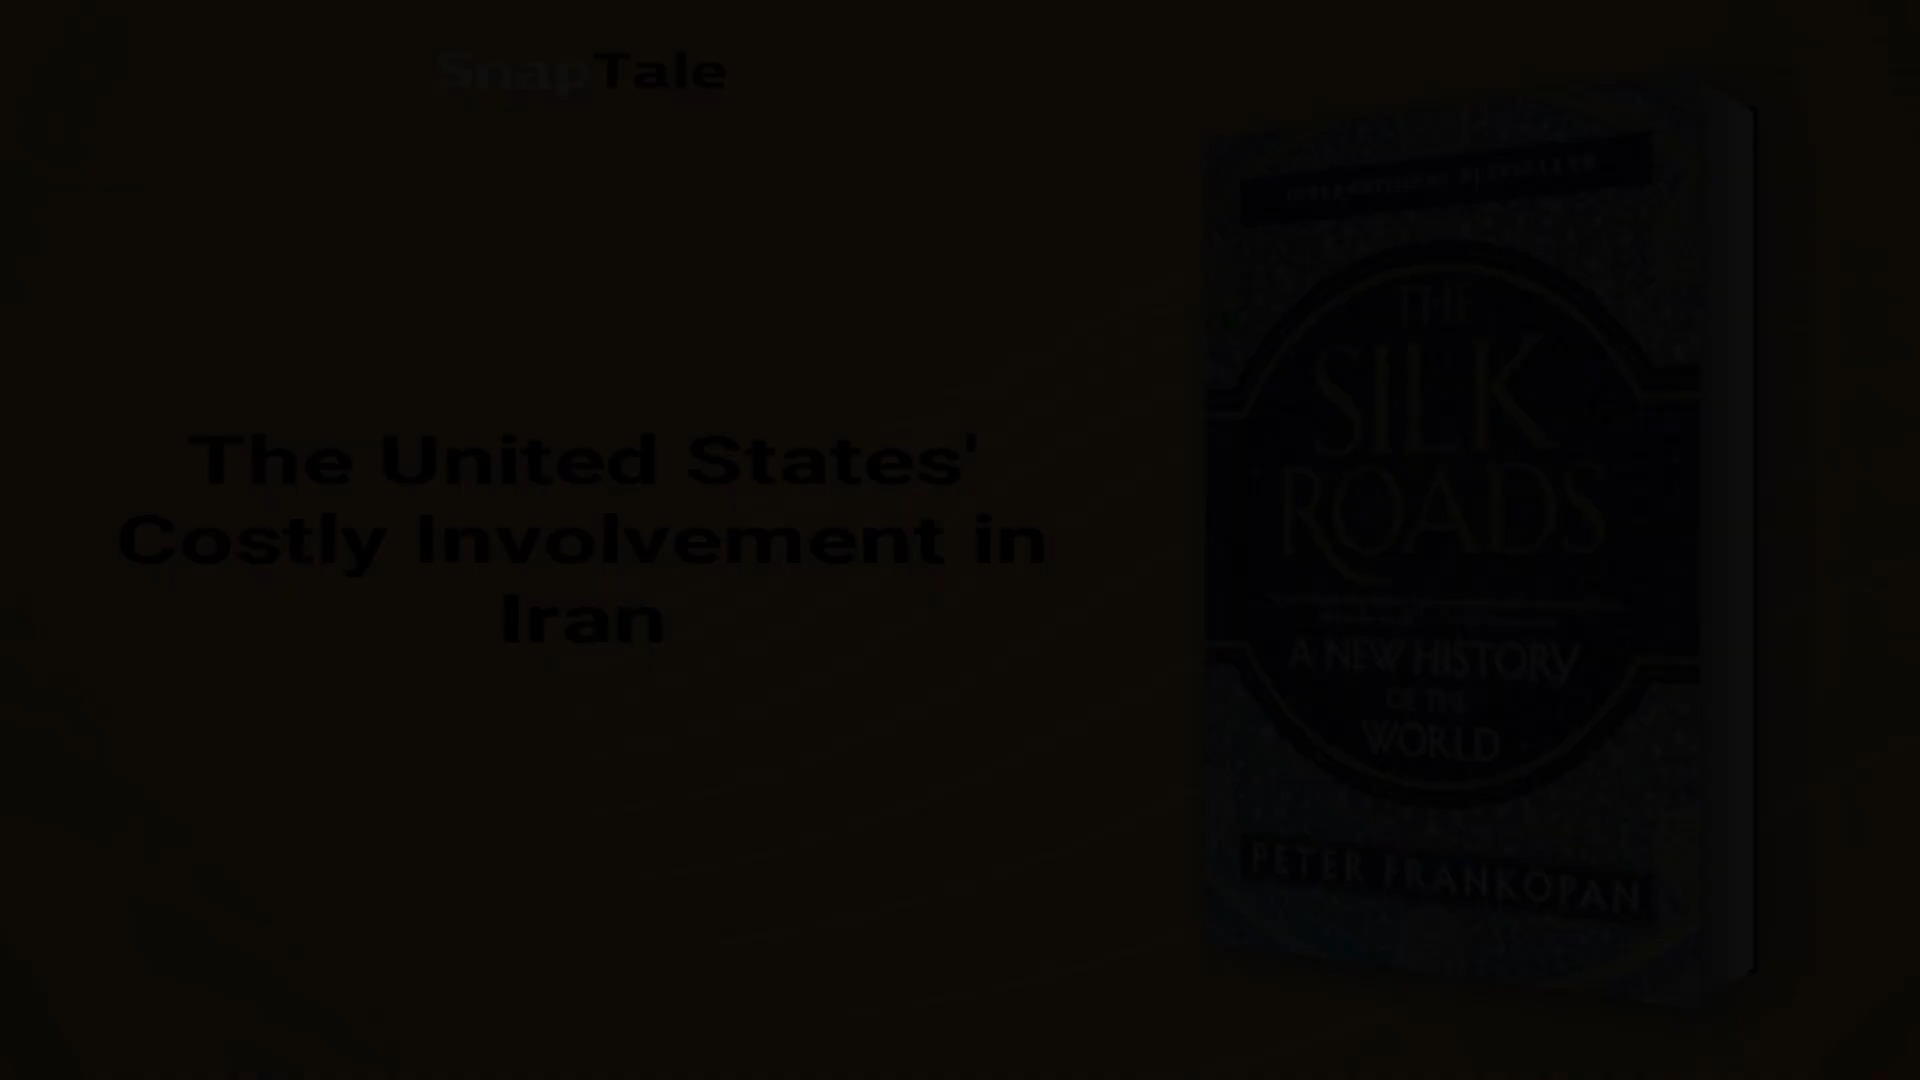 SnapTale
The United States'
Costly Involvement in
Iran
INTERNATIONAL BESTSELLER
THE
SILK
ROADS
A NEW HISTORY
OF THE
WORLD
PETER FRANKOPAN